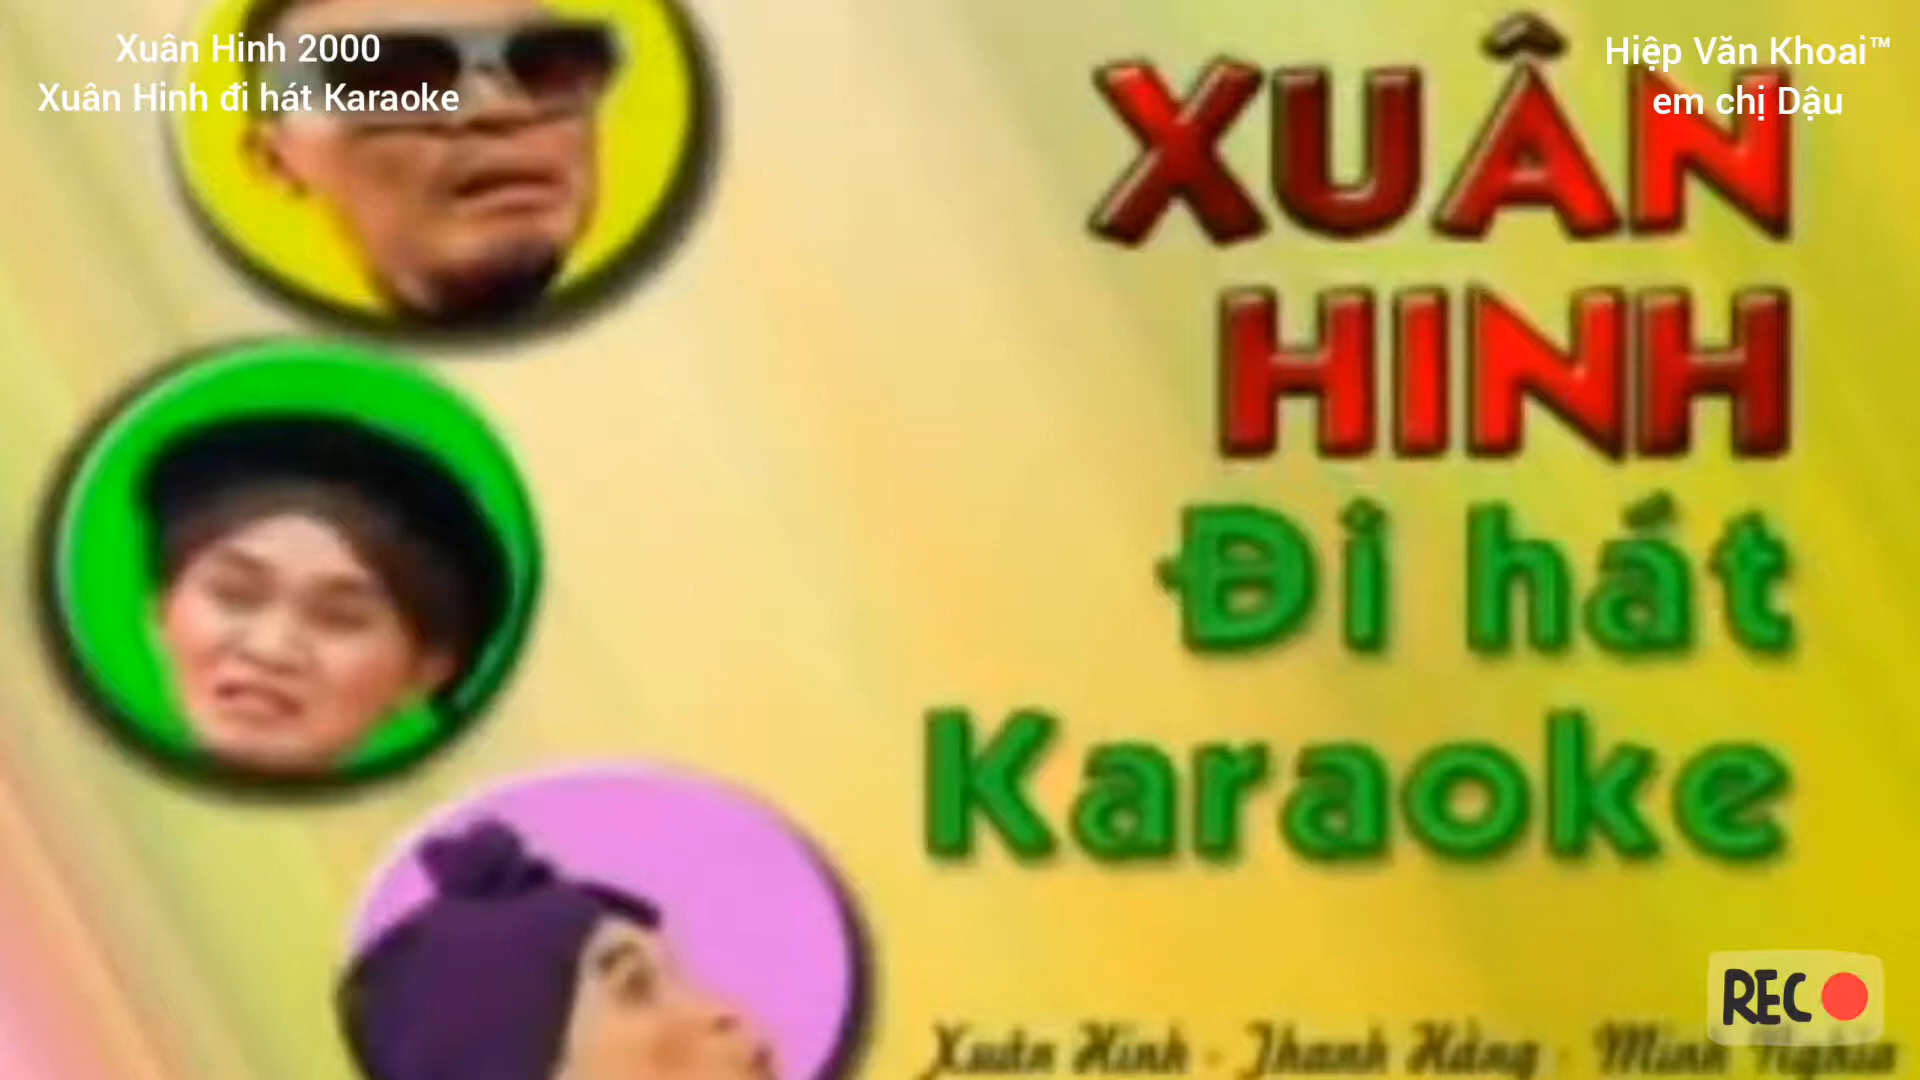 Xuân Hinh 2000
Xuân Hinh đi hát Karaoke
Hiệp Văn Khoai™
em chị Dậu
XUÂN
HINH
Đi hát
Karaoke
REC
Xuân Hinh - Thanh Hằng - Minh Nghĩa